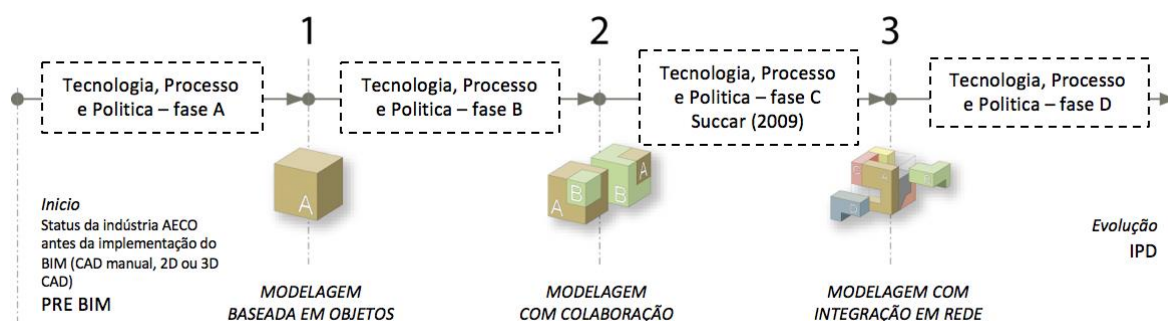 1
2
3
Tecnologia, Processo
e Politica – fase A
Tecnologia, Processo
e Politica – fase B
Tecnologia, Processo
e Politica – fase C
Succar (2009)
Tecnologia, Processo
e Politica – fase D
A
A
B
B
A
Inicio
Status da indústria AECO
antes da implementação do
BIM (CAD manual, 2D ou 3D
CAD)
PRE BIM
Evolução
IPD
MODELAGEM
BASEADA EM OBJETOS
MODELAGEM
COM COLABORAÇÃO
MODELAGEM COM
INTEGRAÇÃO EM REDE